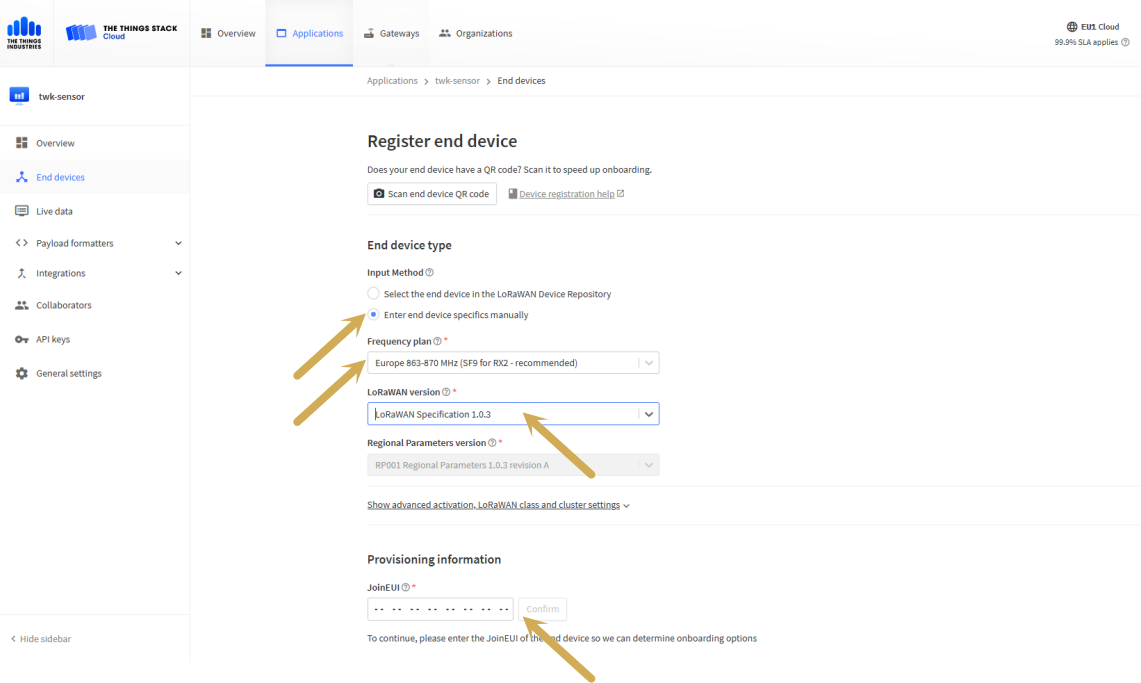 THE THINGS INDUSTRIES
THE THINGS STACK
Cloud
Overview
Applications
Gateways
Organizations
EU1 Cloud
99.9% SLA applies
Applications > twk-sensor > End devices
twk-sensor
Overview
End devices
Live data
Payload formatters
Integrations
Collaborators
API keys
General settings
Hide sidebar
Register end device
Does your end device have a QR code? Scan it to speed up onboarding.
Scan end device QR code
Device registration help
End device type
Input Method
Select the end device in the LoRaWAN Device Repository
Enter end device specifics manually
Frequency plan *
Europe 863-870 MHz (SF9 for RX2 - recommended)
LoRaWAN version *
LoRaWAN Specification 1.0.3
Regional Parameters version *
RP001 Regional Parameters 1.0.3 revision A
Show advanced activation, LoRaWAN class and cluster settings
Provisioning information
JoinEUI *
·· ·· ·· ·· ·· ·· ·· ··
Confirm
To continue, please enter the JoinEUI of the end device so we can determine onboarding options